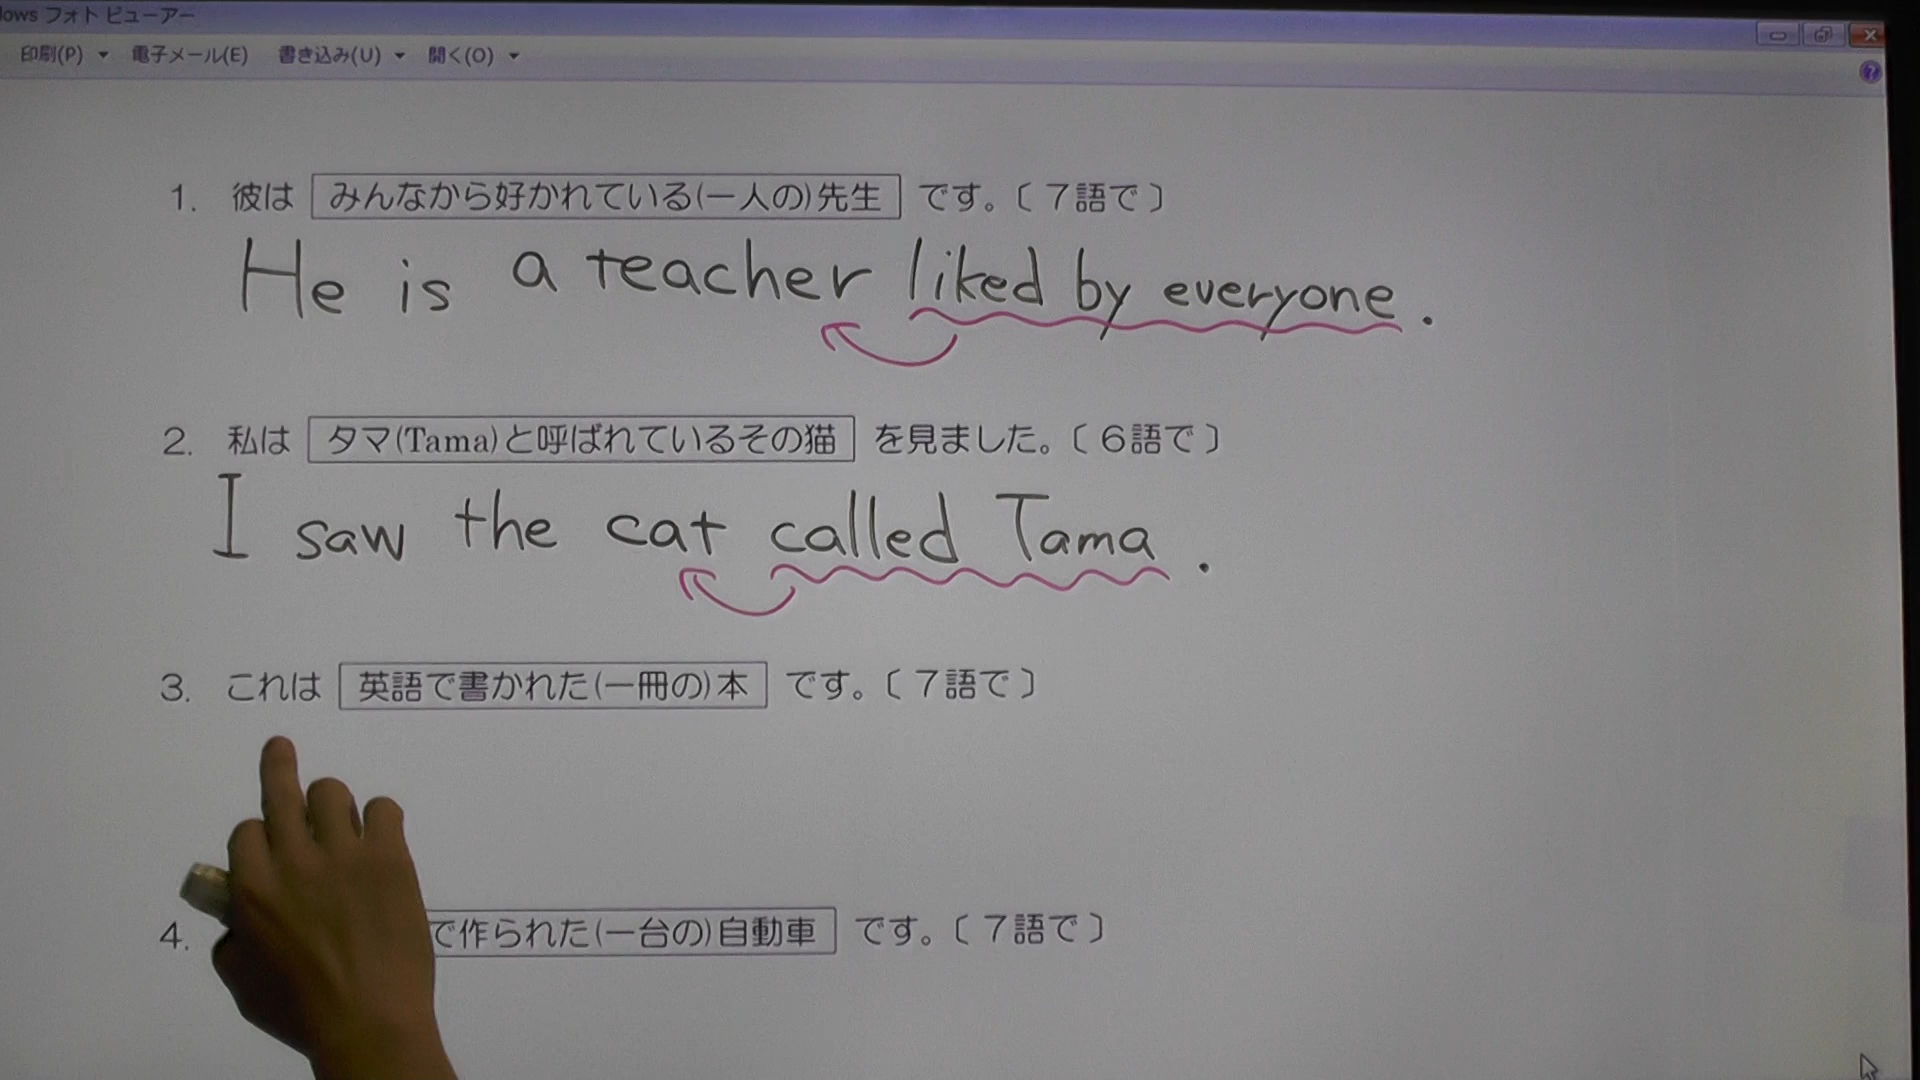 dows フォト ビューアー
印刷(P) 電子メール(E) 書き込み(U) 開く(O)
1. 彼は みんなから好かれている(一人の)先生 です。〔7語で〕
He is a teacher liked by everyone.
2. 私は タマ(Tama)と呼ばれているその猫 を見ました。〔6語で〕
I saw the cat called Tama.
3. これは 英語で書かれた(一冊の)本 です。〔7語で〕
4. で作られた(一台の)自動車 です。〔7語で〕